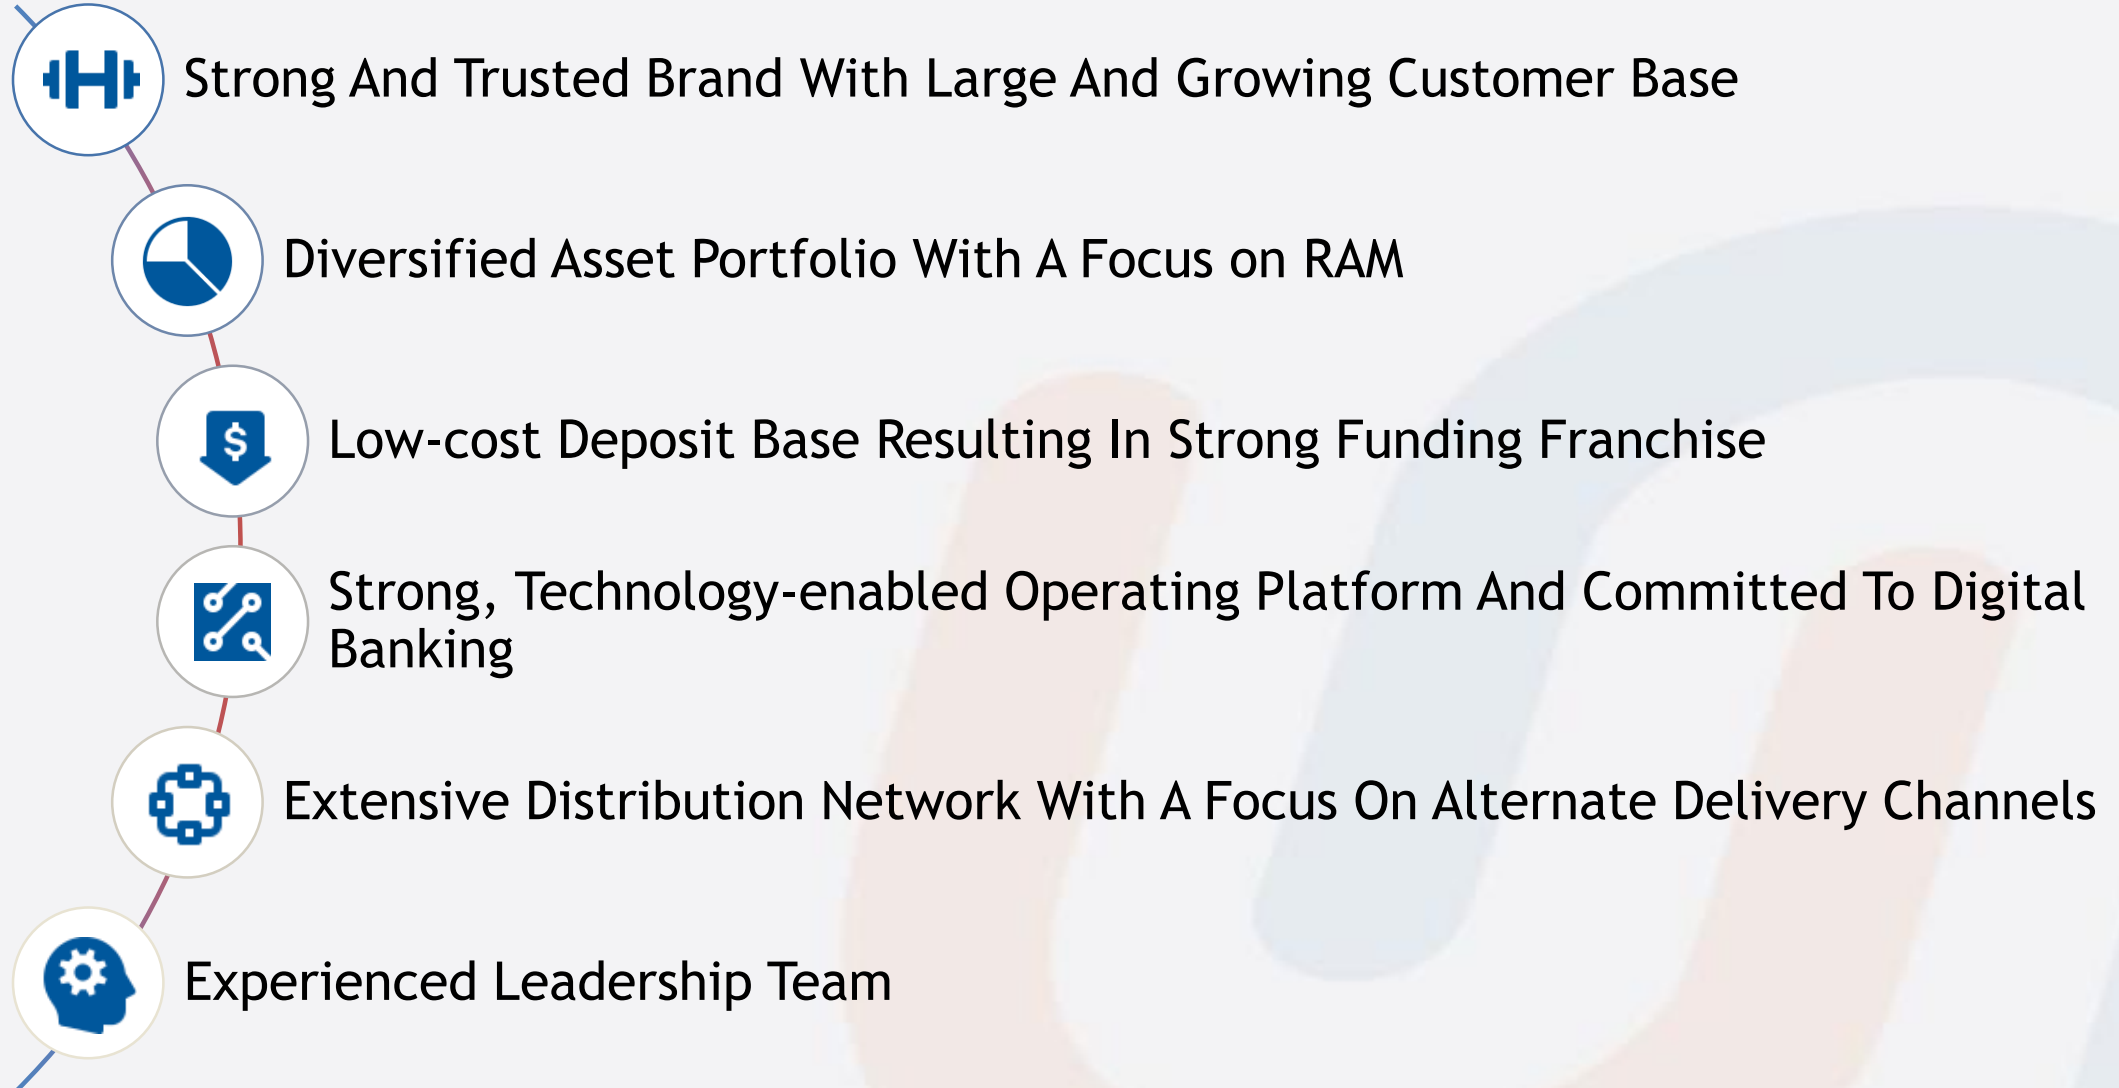 Strong And Trusted Brand With Large And Growing Customer Base
Diversified Asset Portfolio With A Focus on RAM
$
Low-cost Deposit Base Resulting In Strong Funding Franchise
Strong, Technology-enabled Operating Platform And Committed To Digital
Banking
Extensive Distribution Network With A Focus On Alternate Delivery Channels
Experienced Leadership Team